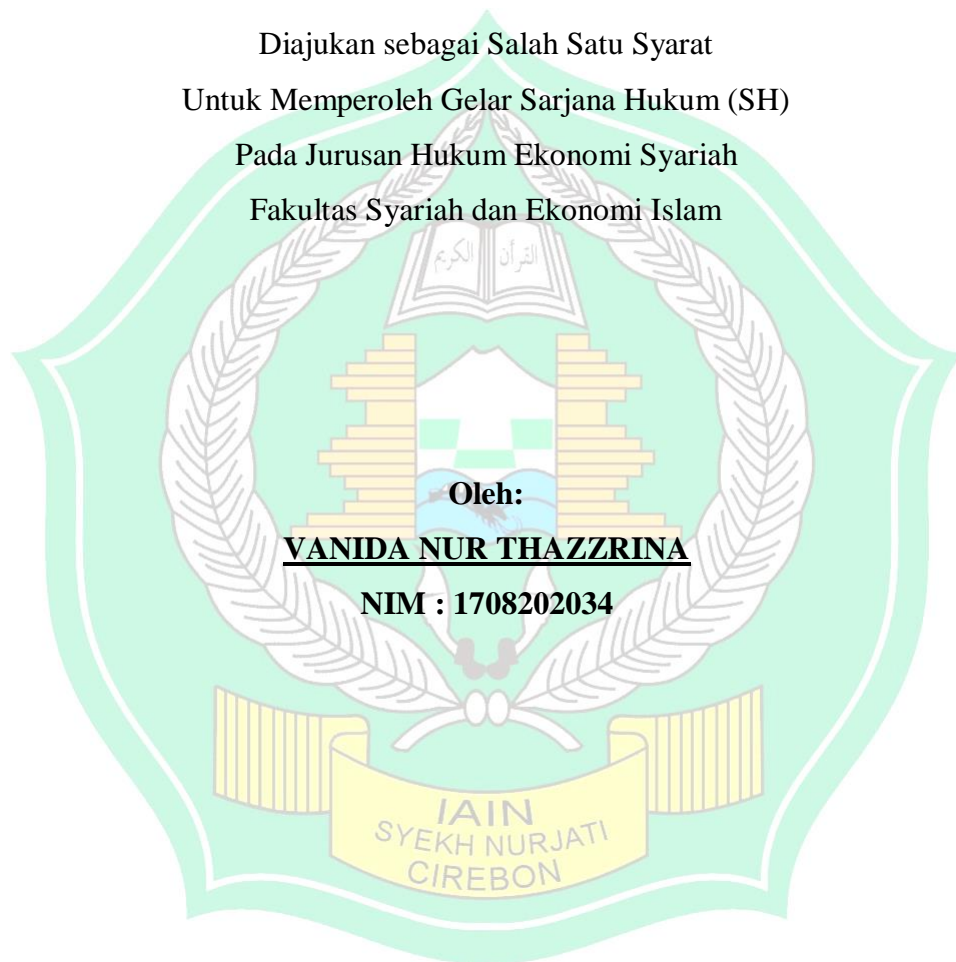 Diajukan sebagai Salah Satu Syarat
Untuk Memperoleh Gelar Sarjana Hukum (SH)
Pada Jurusan Hukum Ekonomi Syariah
Fakultas Syariah dan Ekonomi Islam
القرأن الكريم
Oleh:
VANIDA NUR THAZZRINA
NIM : 1708202034
IAIN
SYEKH NURJATI
CIREBON